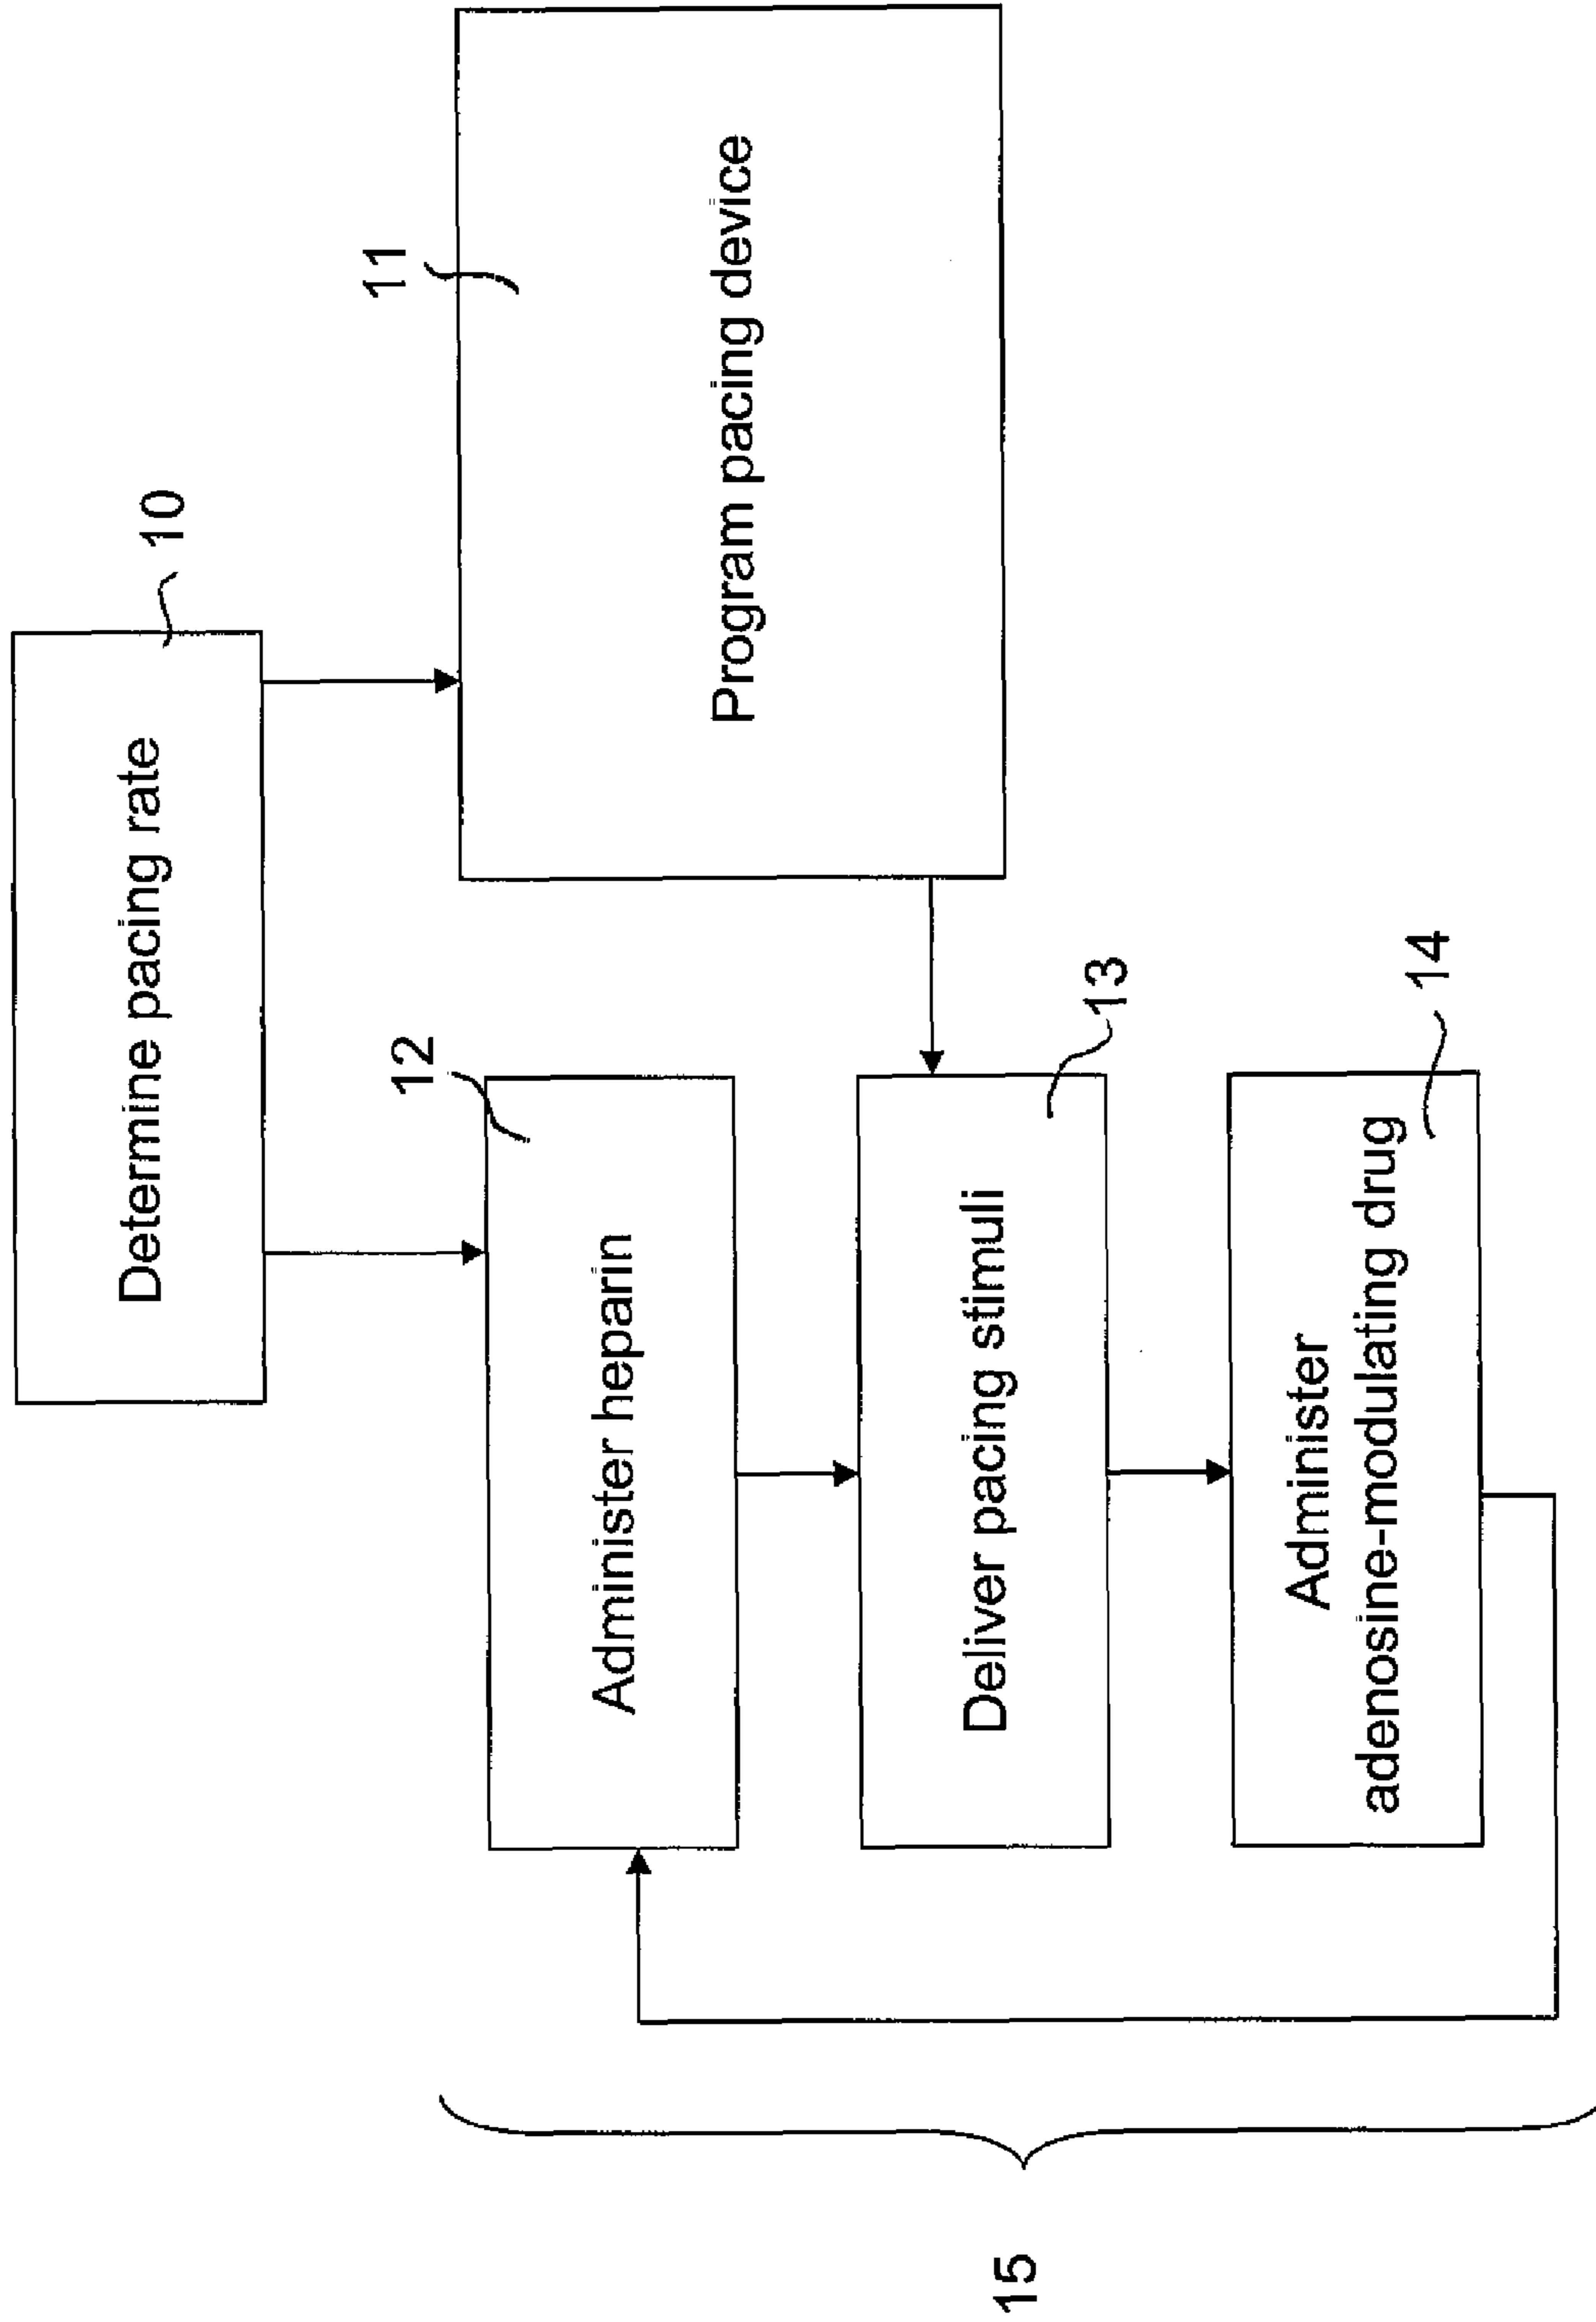 Determine pacing rate
10
11
Program pacing device
12
Administer heparin
13
Deliver pacing stimuli
14
Administer
adenosine-modulating drug
15